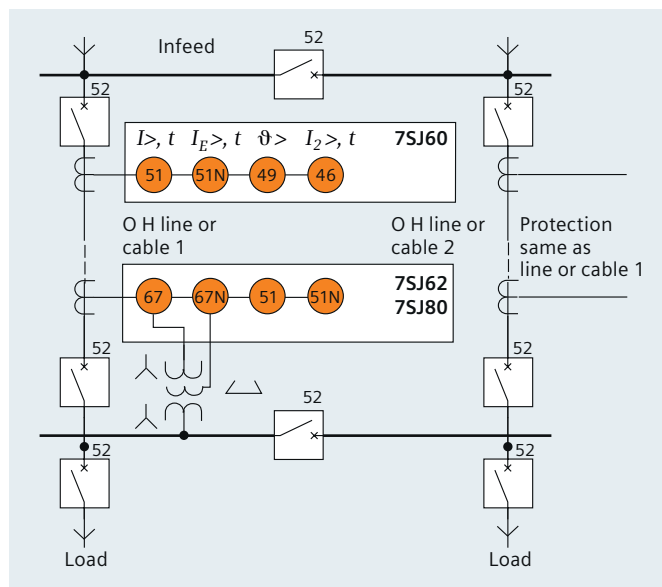 52
Infeed
52
52
I>, t I_E>, t ϑ> I_2>, t 7SJ60
51 51N 49 46
O H line or
cable 1
O H line or
cable 2
Protection
same as
line or cable 1
7SJ62
7SJ80
67 67N 51 51N
52
52
52
52
52
Load
Load